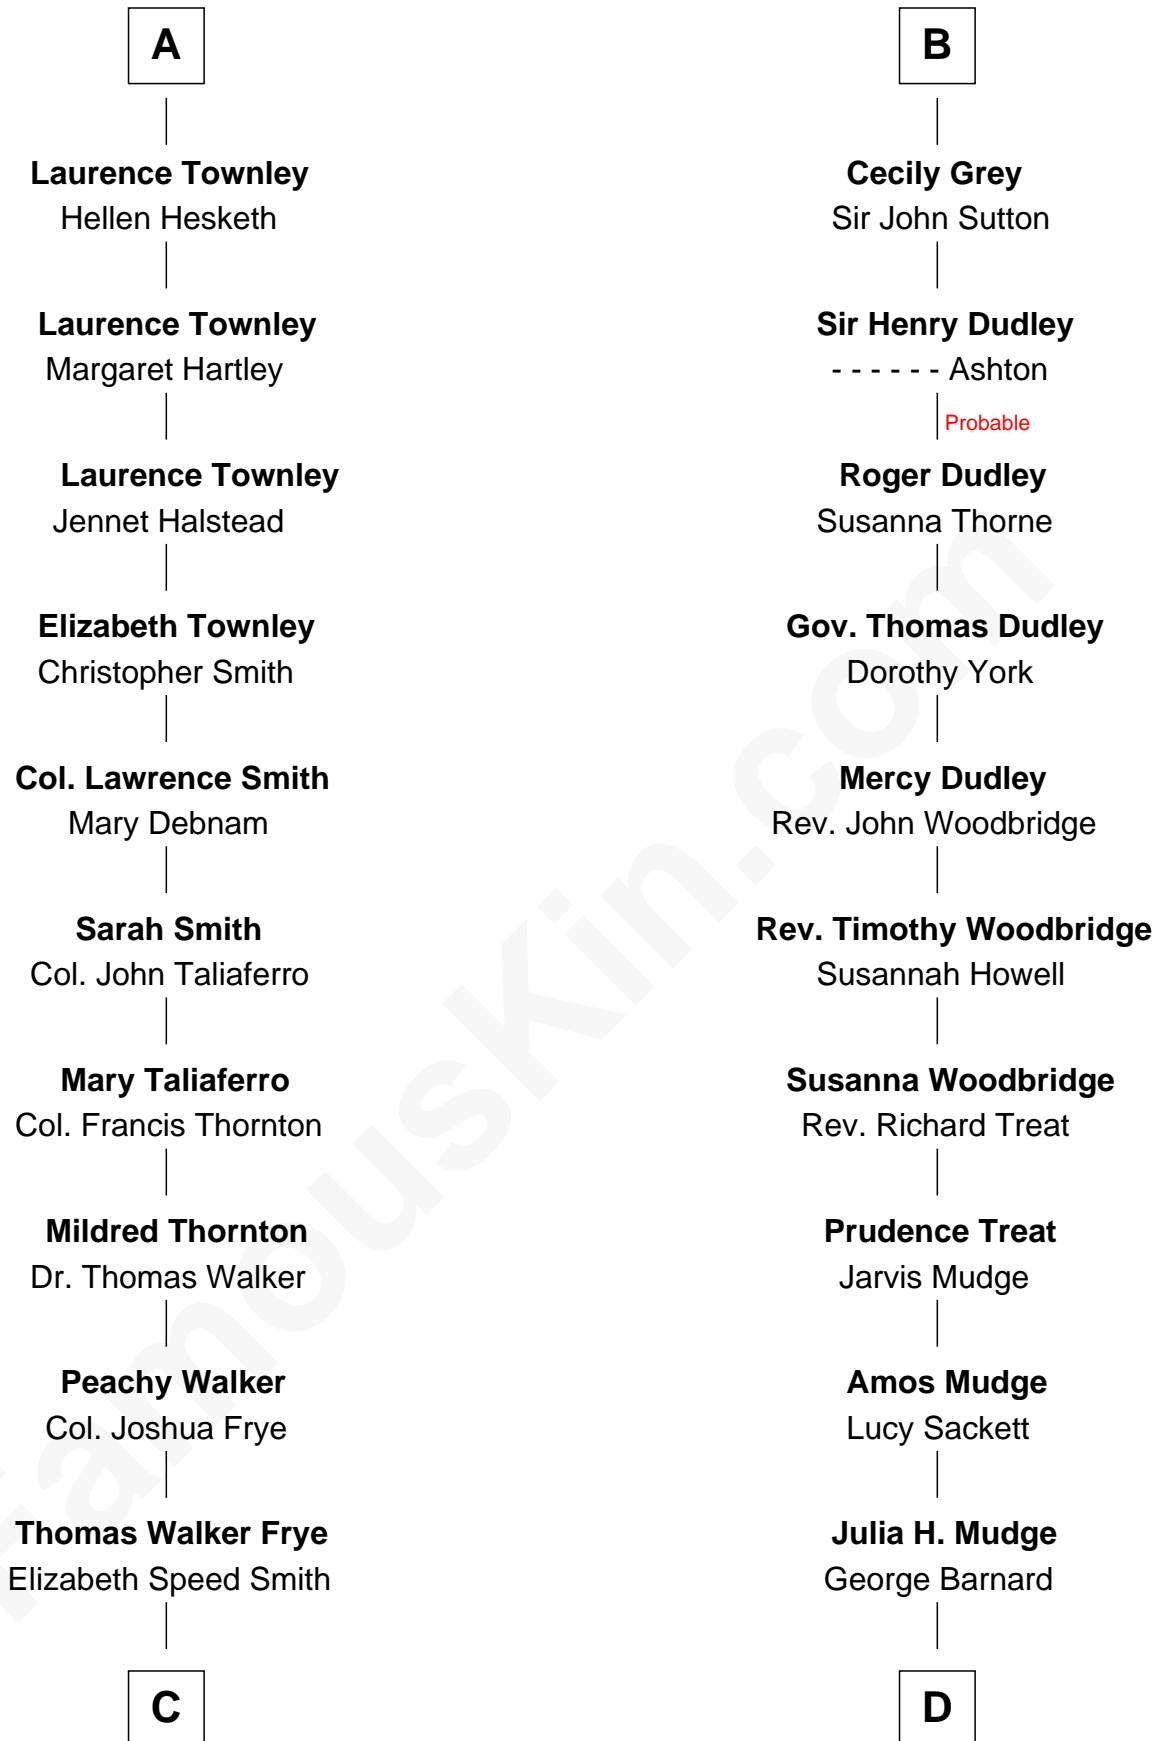 A
Laurence Townley
Hellen Hesketh
Laurence Townley
Margaret Hartley
Laurence Townley
Jennet Halstead
Elizabeth Townley
Christopher Smith
Col. Lawrence Smith
Mary Debnam
Sarah Smith
Col. John Taliaferro
Mary Taliaferro
Col. Francis Thornton
Mildred Thornton
Dr. Thomas Walker
Peachy Walker
Col. Joshua Frye
Thomas Walker Frye
Elizabeth Speed Smith
C
B
Cecily Grey
Sir John Sutton
Sir Henry Dudley
- - - - - - Ashton
Probable
Roger Dudley
Susanna Thorne
Gov. Thomas Dudley
Dorothy York
Mercy Dudley
Rev. John Woodbridge
Rev. Timothy Woodbridge
Susannah Howell
Susanna Woodbridge
Rev. Richard Treat
Prudence Treat
Jarvis Mudge
Amos Mudge
Lucy Sackett
Julia H. Mudge
George Barnard
D
FamousKin.com